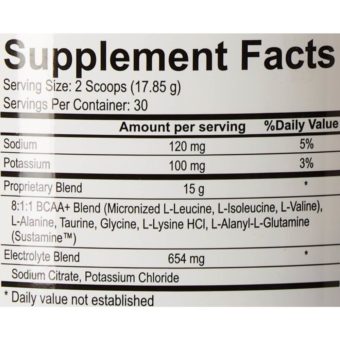 Supplement Facts
Serving Size: 2 Scoops (17.85 g)
Servings Per Container: 30
Amount per serving %Daily Value
Sodium 120 mg 5%
Potassium 100 mg 3%
Proprietary Blend 15 g *
8:1:1 BCAA+ Blend (Micronized L-Leucine, L-Isoleucine, L-Valine),
L-Alanine, Taurine, Glycine, L-Lysine HCl, L-Alanyl-L-Glutamine
(Sustamine™)
Electrolyte Blend 654 mg *
Sodium Citrate, Potassium Chloride
* Daily value not established